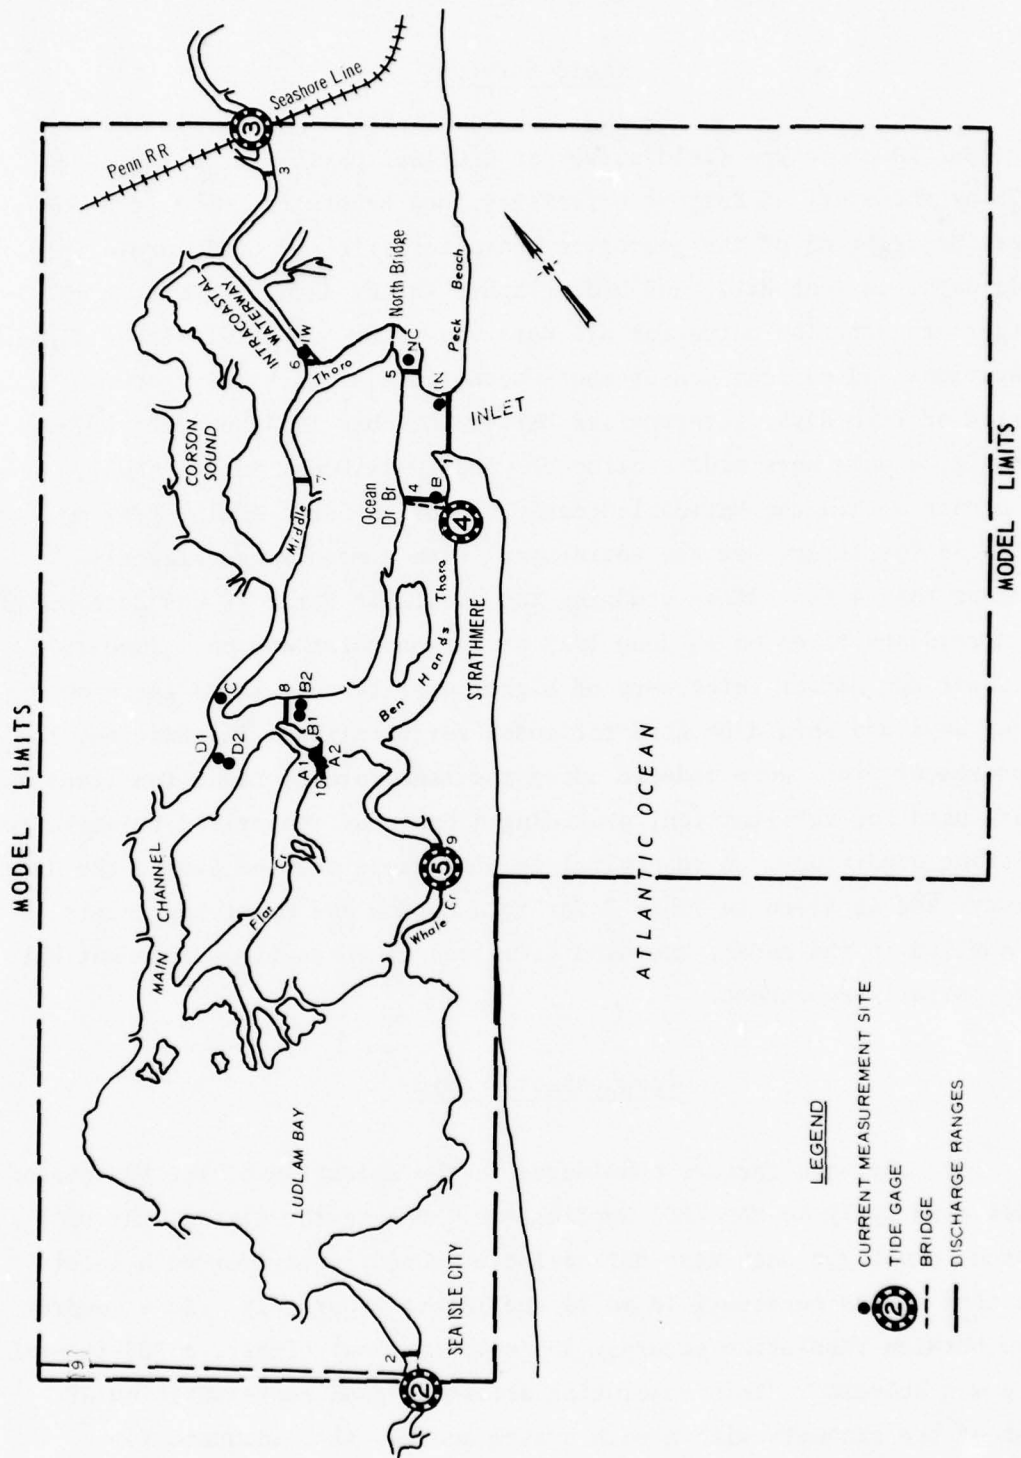 MODEL LIMITS
Penn RR
Seashore Line
3
3
INTRACOASTAL
WATERWAY
CORSON
SOUND
6
IW
Thoro
North Bridge
NC
5
Peck Beach
N
IN
INLET
1
7
Middle
Ocean
Dr Br
4
B
4
Ben Hands Thoro
STRATHMERE
C
8
B2
B1
D1
D2
A1
A2
10
MAIN CHANNEL
Flat Cr
5
9
Whale Cr
ATLANTIC OCEAN
LUDLAM BAY
SEA ISLE CITY
2
2
19
MODEL LIMITS
LEGEND
CURRENT MEASUREMENT SITE
2 TIDE GAGE
BRIDGE
DISCHARGE RANGES